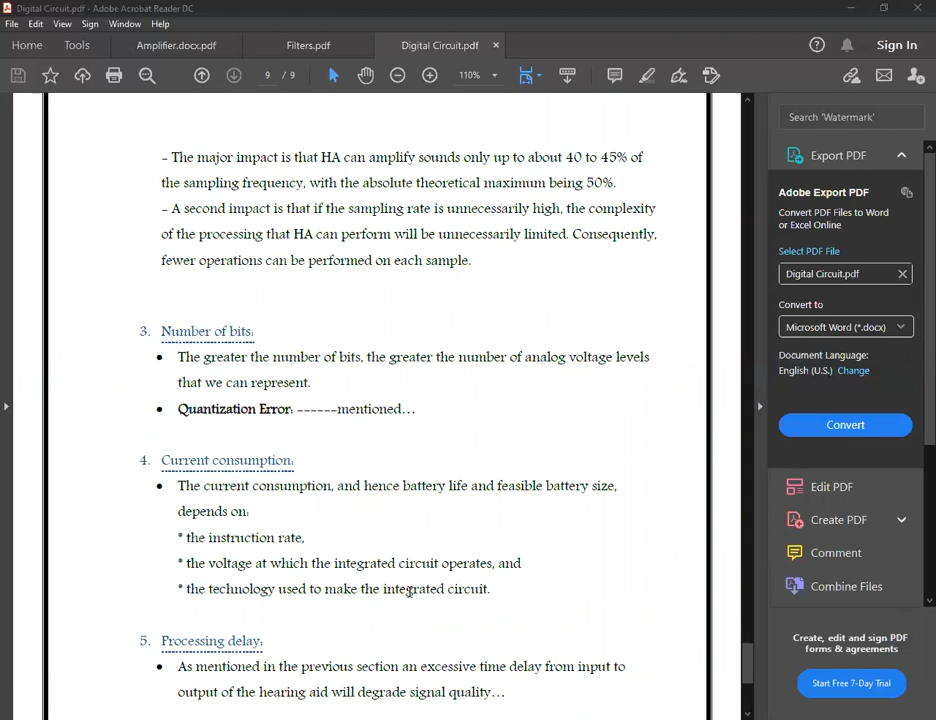 Digital Circuit.pdf - Adobe Acrobat Reader DC
File Edit View Sign Window Help
Home Tools Amplifier.docx.pdf Filters.pdf Digital Circuit.pdf × Sign In
9 / 9 110%
- The major impact is that HA can amplify sounds only up to about 40 to 45% of
the sampling frequency, with the absolute theoretical maximum being 50%.
- A second impact is that if the sampling rate is unnecessarily high, the complexity
of the processing that HA can perform will be unnecessarily limited. Consequently,
fewer operations can be performed on each sample.
3. Number of bits:
• The greater the number of bits, the greater the number of analog voltage levels
that we can represent.
• Quantization Error: ------mentioned...
4. Current consumption:
• The current consumption, and hence battery life and feasible battery size,
depends on:
* the instruction rate,
* the voltage at which the integrated circuit operates, and
* the technology used to make the integrated circuit.
5. Processing delay:
• As mentioned in the previous section an excessive time delay from input to
output of the hearing aid will degrade signal quality...
Search 'Watermark'
Export PDF
Adobe Export PDF
Convert PDF Files to Word
or Excel Online
Select PDF File
Digital Circuit.pdf
Convert to
Microsoft Word (*.docx)
Document Language:
English (U.S.) Change
Convert
Edit PDF
Create PDF
Comment
Combine Files
Create, edit and sign PDF
forms & agreements
Start Free 7-Day Trial